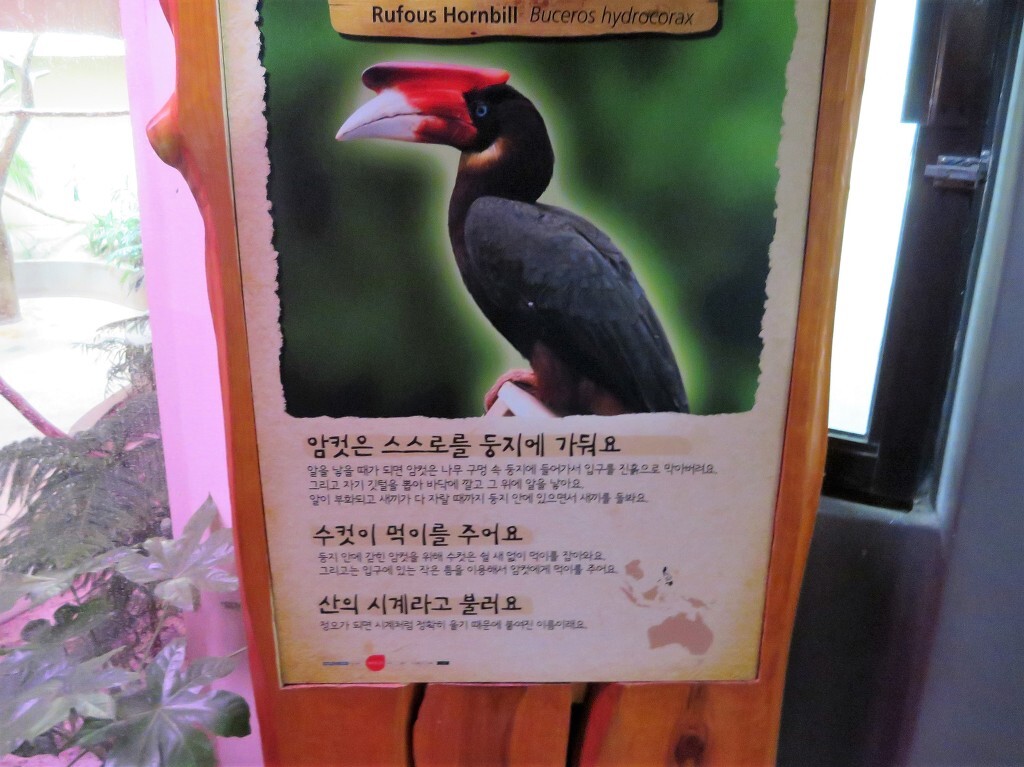 Rufous Hornbill Buceros hydrocorax
암컷은 스스로를 둥지에 가둬요
알을 낳을 때가 되면 암컷은 나무 구멍 속 둥지에 들어가서 입구를 진흙으로 막아버려요.
그리고 자기 깃털을 뽑아 바닥에 깔고 그 위에 알을 낳아요.
알이 부화되고 새끼가 다 자랄 때까지 둥지 안에 있으면서 새끼를 돌봐요.
수컷이 먹이를 주어요
둥지 안에 갇힌 암컷을 위해 수컷은 쉴 새 없이 먹이를 잡아와요.
그리고는 입구에 있는 작은 틈을 이용해서 암컷에게 먹이를 주어요.
산의 시계라고 불러요
정오가 되면 시계처럼 정확히 울기 때문에 붙여진 이름이래요.